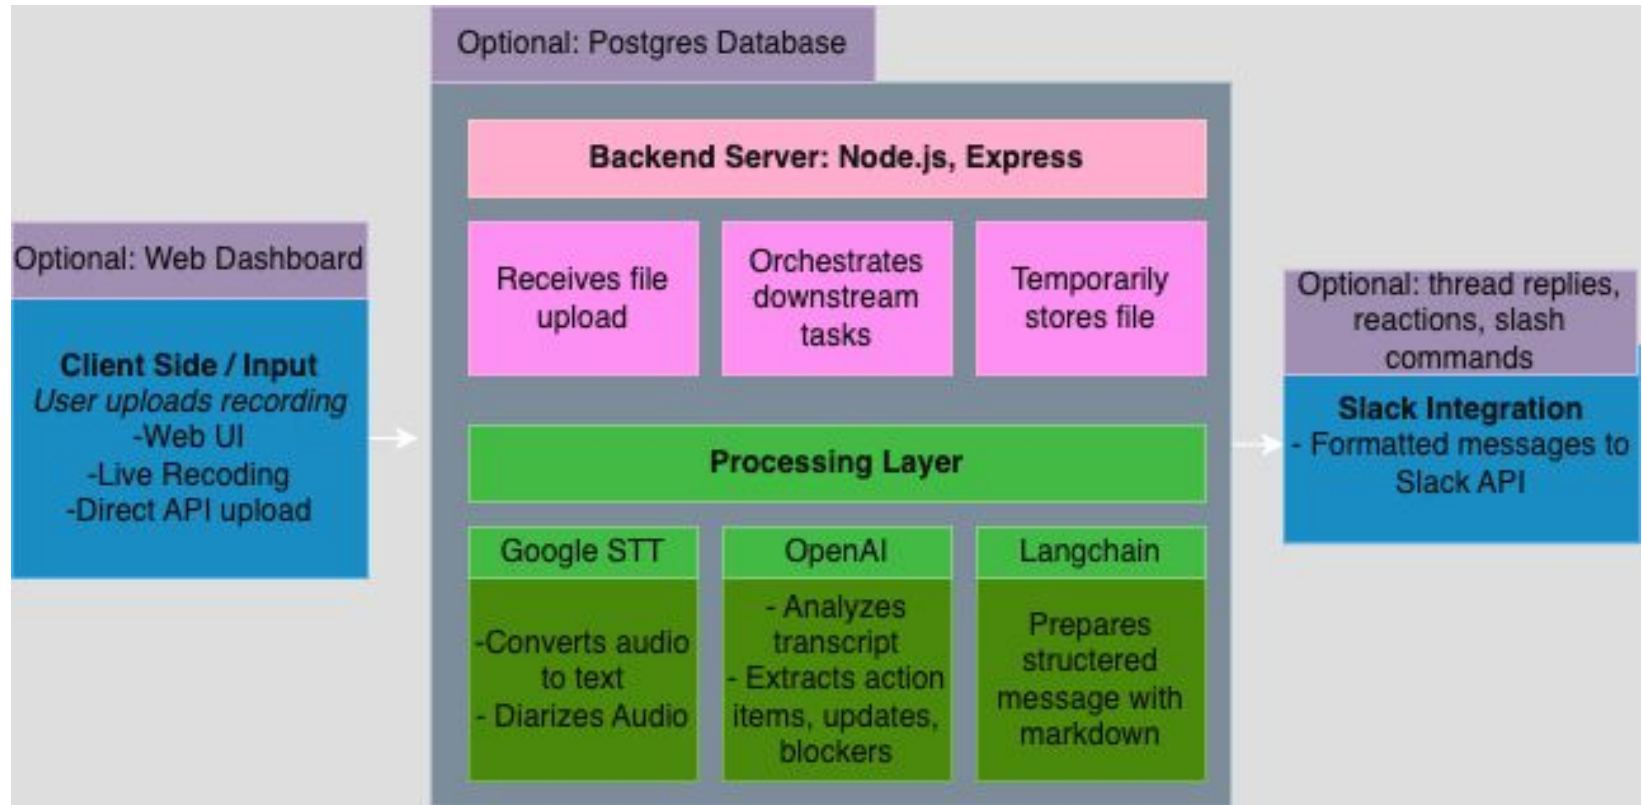 Optional: Postgres Database
Backend Server: Node.js, Express
Receives file
upload
Orchestrates
downstream
tasks
Temporarily
stores file
Optional: Web Dashboard
Client Side / Input
User uploads recording
-Web UI
-Live Recoding
-Direct API upload
Processing Layer
Google STT
-Converts audio
to text
- Diarizes Audio
OpenAI
- Analyzes
transcript
- Extracts action
items, updates,
blockers
Langchain
Prepares
structered
message with
markdown
Optional: thread replies,
reactions, slash
commands
Slack Integration
- Formatted messages to
Slack API